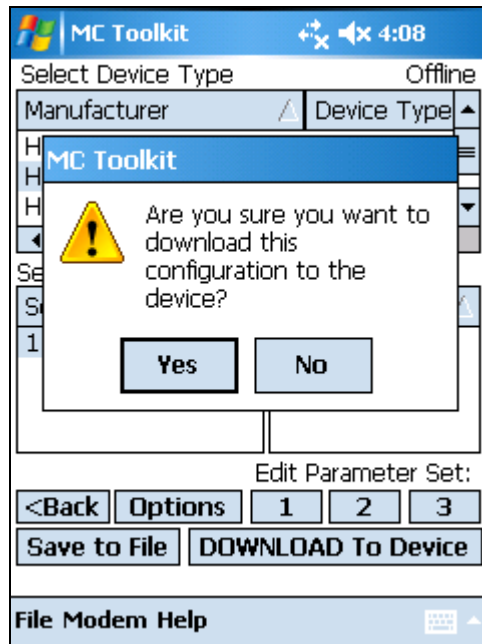 MC Toolkit 4:08
Select Device Type Offline
Manufacturer Device Type
H
MC Toolkit
H
H
Are you sure you want to
download this
configuration to the
device?
Se
1
Yes No
Edit Parameter Set:
<Back Options 1 2 3
Save to File DOWNLOAD To Device
File Modem Help